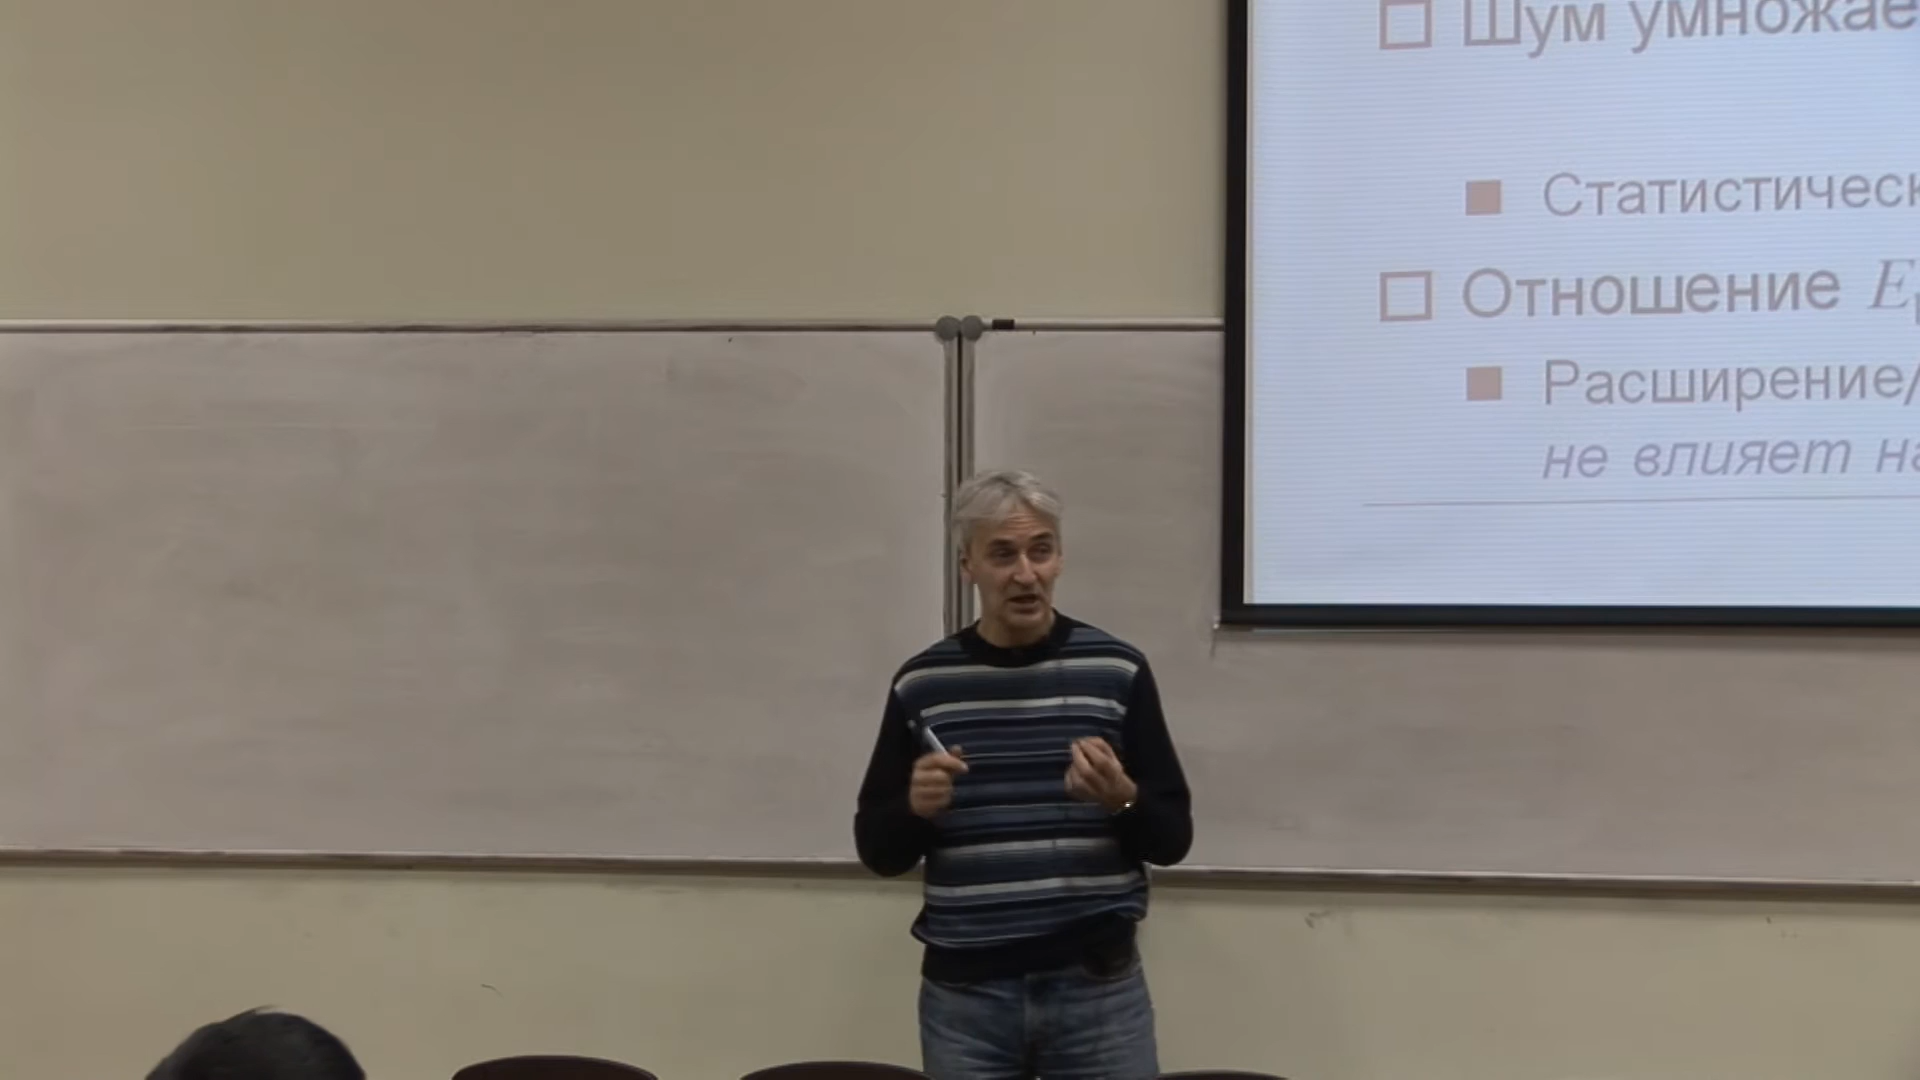 Шум умножае
Статистическ
Отношение E
Расширение/
не влияет на